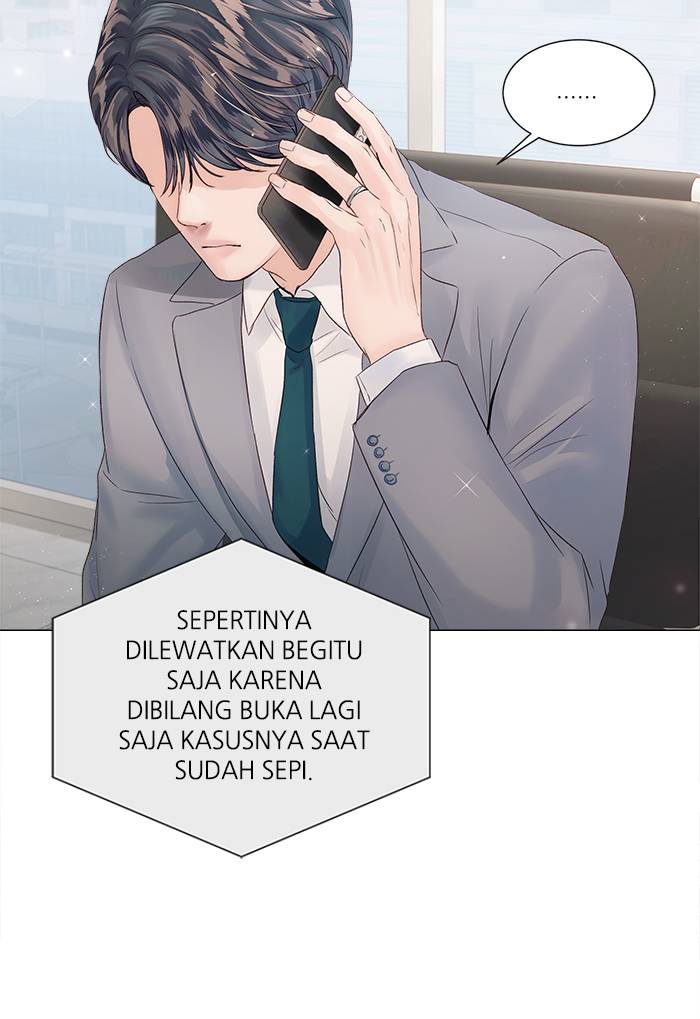 ......
SEPERTINYA
DILEWATKAN BEGITU
SAJA KARENA
DIBILANG BUKA LAGI
SAJA KASUSNYA SAAT
SUDAH SEPI.